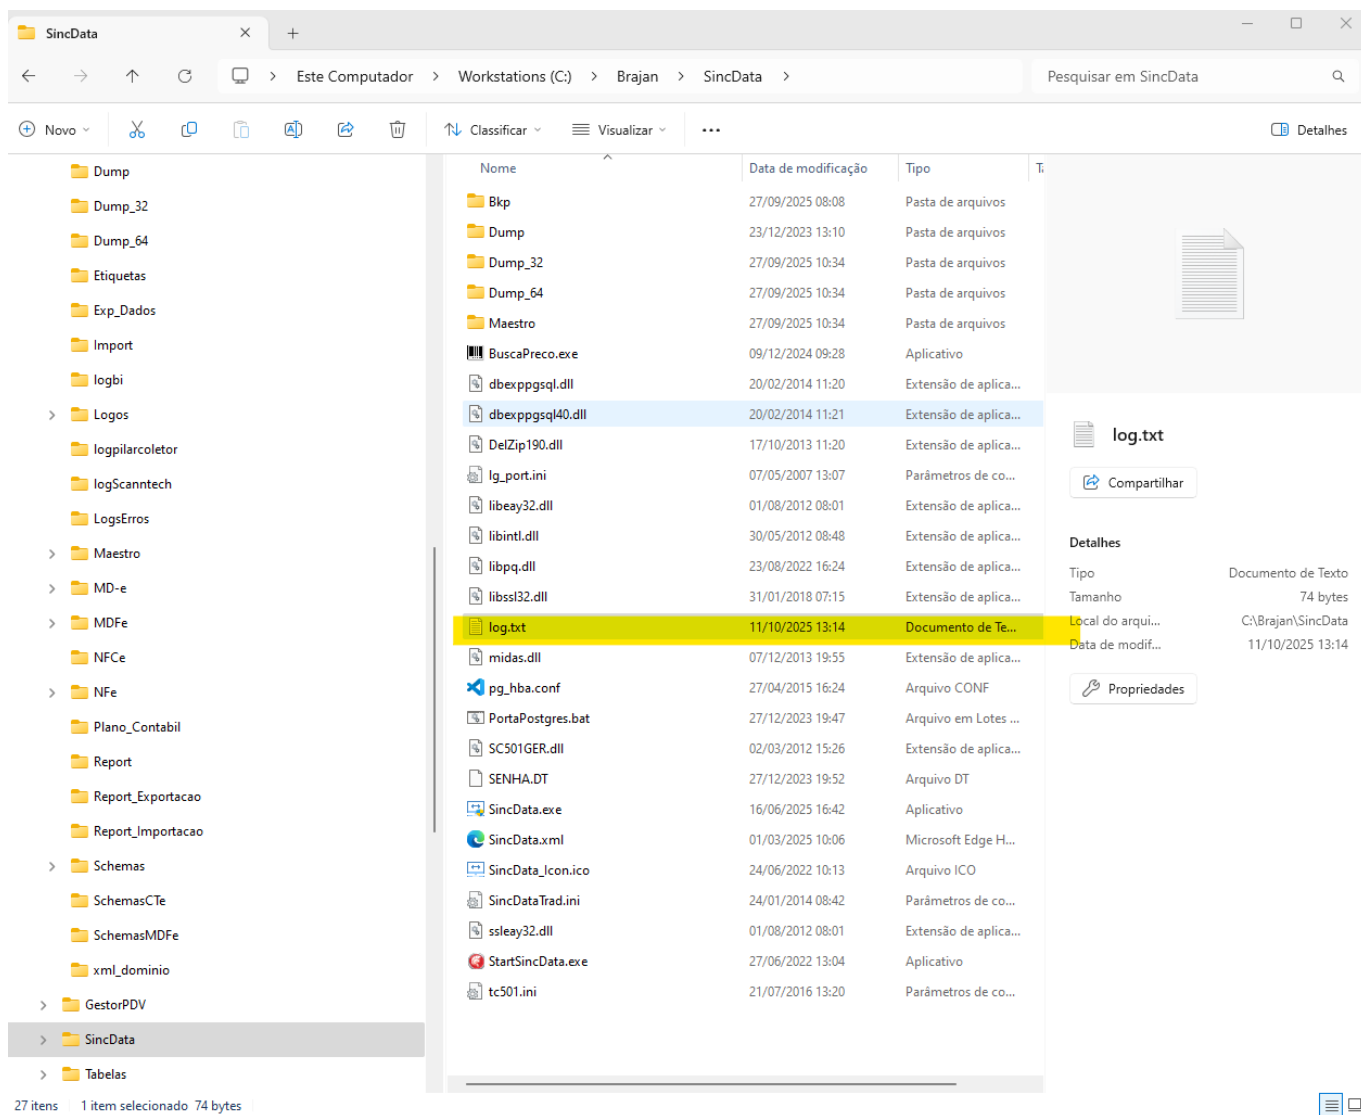 SincData
Este Computador > Workstations (C:) > Brajan > SincData >
Pesquisar em SincData
Novo
Classificar
Visualizar
Detalhes
Dump
Dump_32
Dump_64
Etiquetas
Exp_Dados
Import
logbi
Logos
logpilarcoletor
logScanntech
LogsErros
Maestro
MD-e
MDFe
NFCe
NFe
Plano_Contabil
Report
Report_Exportacao
Report_Importacao
Schemas
SchemasCTe
SchemasMDFe
xml_dominio
GestorPDV
SincData
Tabelas
Nome Data de modificação Tipo
Bkp 27/09/2025 08:08 Pasta de arquivos
Dump 23/12/2023 13:10 Pasta de arquivos
Dump_32 27/09/2025 10:34 Pasta de arquivos
Dump_64 27/09/2025 10:34 Pasta de arquivos
Maestro 27/09/2025 10:34 Pasta de arquivos
BuscaPreco.exe 09/12/2024 09:28 Aplicativo
dbexppgsql.dll 20/02/2014 11:20 Extensão de aplica...
dbexppgsql40.dll 20/02/2014 11:21 Extensão de aplica...
DelZip190.dll 17/10/2013 11:20 Extensão de aplica...
lg_port.ini 07/05/2007 13:07 Parâmetros de co...
libeay32.dll 01/08/2012 08:01 Extensão de aplica...
libintl.dll 30/05/2012 08:48 Extensão de aplica...
libpq.dll 23/08/2022 16:24 Extensão de aplica...
libssl32.dll 31/01/2018 07:15 Extensão de aplica...
log.txt 11/10/2025 13:14 Documento de Te...
midas.dll 07/12/2013 19:55 Extensão de aplica...
pg_hba.conf 27/04/2015 16:24 Arquivo CONF
PortaPostgres.bat 27/12/2023 19:47 Arquivo em Lotes ...
SC501GER.dll 02/03/2012 15:26 Extensão de aplica...
SENHA.DT 27/12/2023 19:52 Arquivo DT
SincData.exe 16/06/2025 16:42 Aplicativo
SincData.xml 01/03/2025 10:06 Microsoft Edge H...
SincData_Icon.ico 24/06/2022 10:13 Arquivo ICO
SincDataTrad.ini 24/01/2014 08:42 Parâmetros de co...
ssleay32.dll 01/08/2012 08:01 Extensão de aplica...
StartSincData.exe 27/06/2022 13:04 Aplicativo
tc501.ini 21/07/2016 13:20 Parâmetros de co...
log.txt
Compartilhar
Detalhes
Tipo Documento de Texto
Tamanho 74 bytes
Local do arqui... C:\Brajan\SincData
Data de modif... 11/10/2025 13:14
Propriedades
27 itens 1 item selecionado 74 bytes